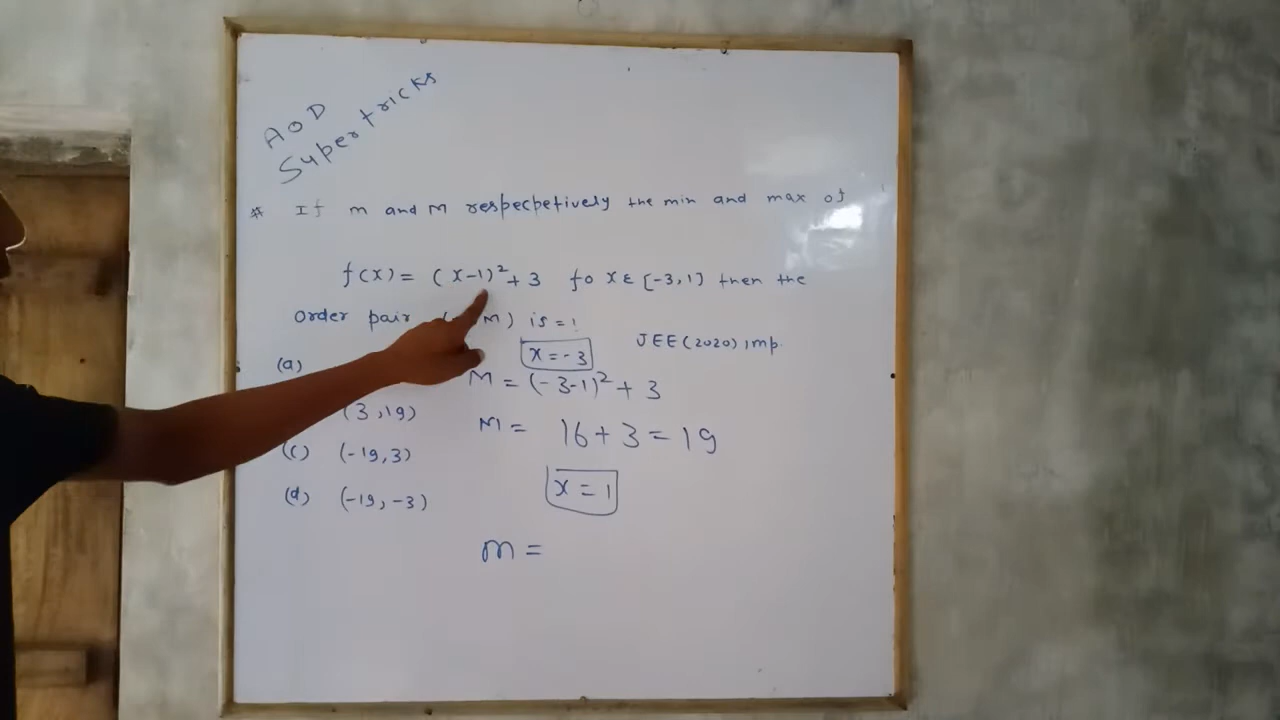 AOD
Supertricks
* If m and M respecpetively the min and max of
f(x) = (x-1)² + 3 fo x ε [-3,1] then the
order pair M) is = !
(a)
(3,19)
(c) (-19,3)
(d) (-19,-3)
JEE(2020) imp
x = -3
M = (-3-1)² + 3
M = 16+3 = 19
x = 1
m =